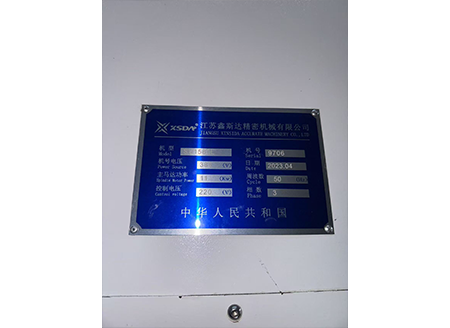 XSDAY 江苏鑫斯达精密机械有限公司
JIANGSU XINSIDA ACCURATE MACHINERY CO.,LTD
机型 Model 机号 Serial 9706
机号电压 Power Source (V) 日期 Date 2023.04
主马达功率 Spindle Motor Power 11 周波数 Cycle 50
控制电压 Control voltage 220 (V) 相数 Phase 3
中华人民共和国